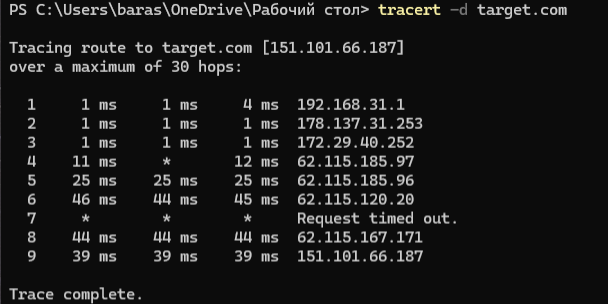 PS C:\Users\baras\OneDrive\Рабочий стол> tracert -d target.com
Tracing route to target.com [151.101.66.187]
over a maximum of 30 hops:
1 1 ms 1 ms 4 ms 192.168.31.1
2 1 ms 1 ms 1 ms 178.137.31.253
3 1 ms 1 ms 1 ms 172.29.40.252
4 11 ms * 12 ms 62.115.185.97
5 25 ms 25 ms 25 ms 62.115.185.96
6 46 ms 44 ms 45 ms 62.115.120.20
7 * * * Request timed out.
8 44 ms 44 ms 44 ms 62.115.167.171
9 39 ms 39 ms 39 ms 151.101.66.187
Trace complete.